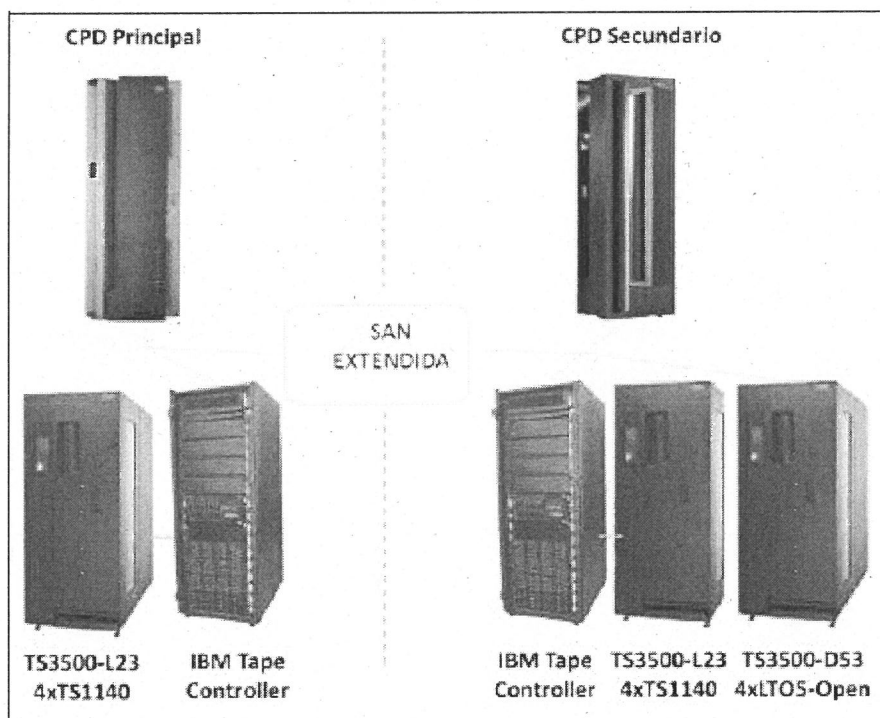 CPD Principal
CPD Secundario
SAN
EXTENDIDA
TS3500-L23
4xTS1140
IBM Tape
Controller
IBM Tape
Controller
TS3500-L23
4xTS1140
TS3500-D53
4xLTO5-Open